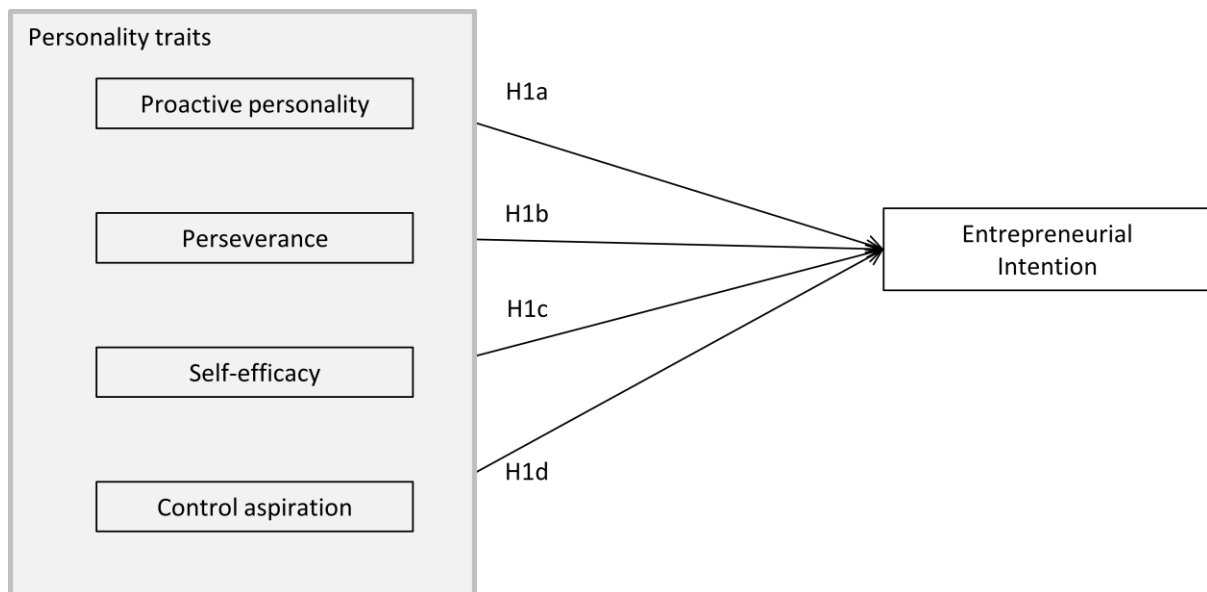 Personality traits
Proactive personality
H1a
Perseverance
H1b
Entrepreneurial
Intention
H1c
Self-efficacy
H1d
Control aspiration